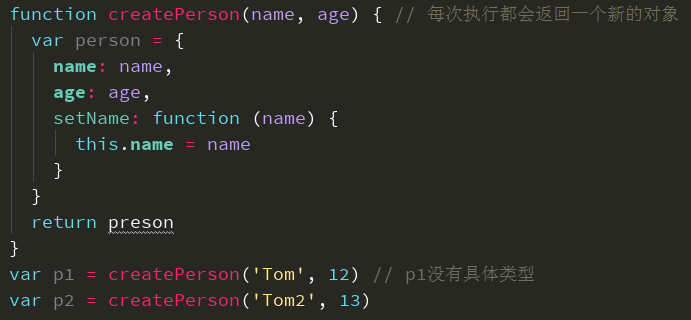 function createPerson(name, age) { // 每次执行都会返回一个新的对象
  var person = {
    name: name,
    age: age,
    setName: function (name) {
      this.name = name
    }
  }
  return preson
}
var p1 = createPerson('Tom', 12) // p1没有具体类型
var p2 = createPerson('Tom2', 13)